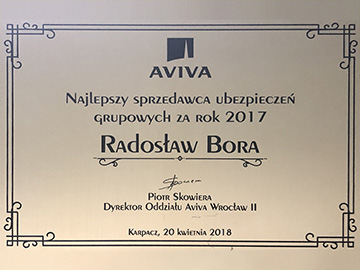 AVIVA
Najlepszy sprzedawca ubezpieczeń
grupowych za rok 2017
Radosław Bora
Piotr Skowiera
Dyrektor Oddziału Aviva Wrocław II
Karpacz, 20 kwietnia 2018